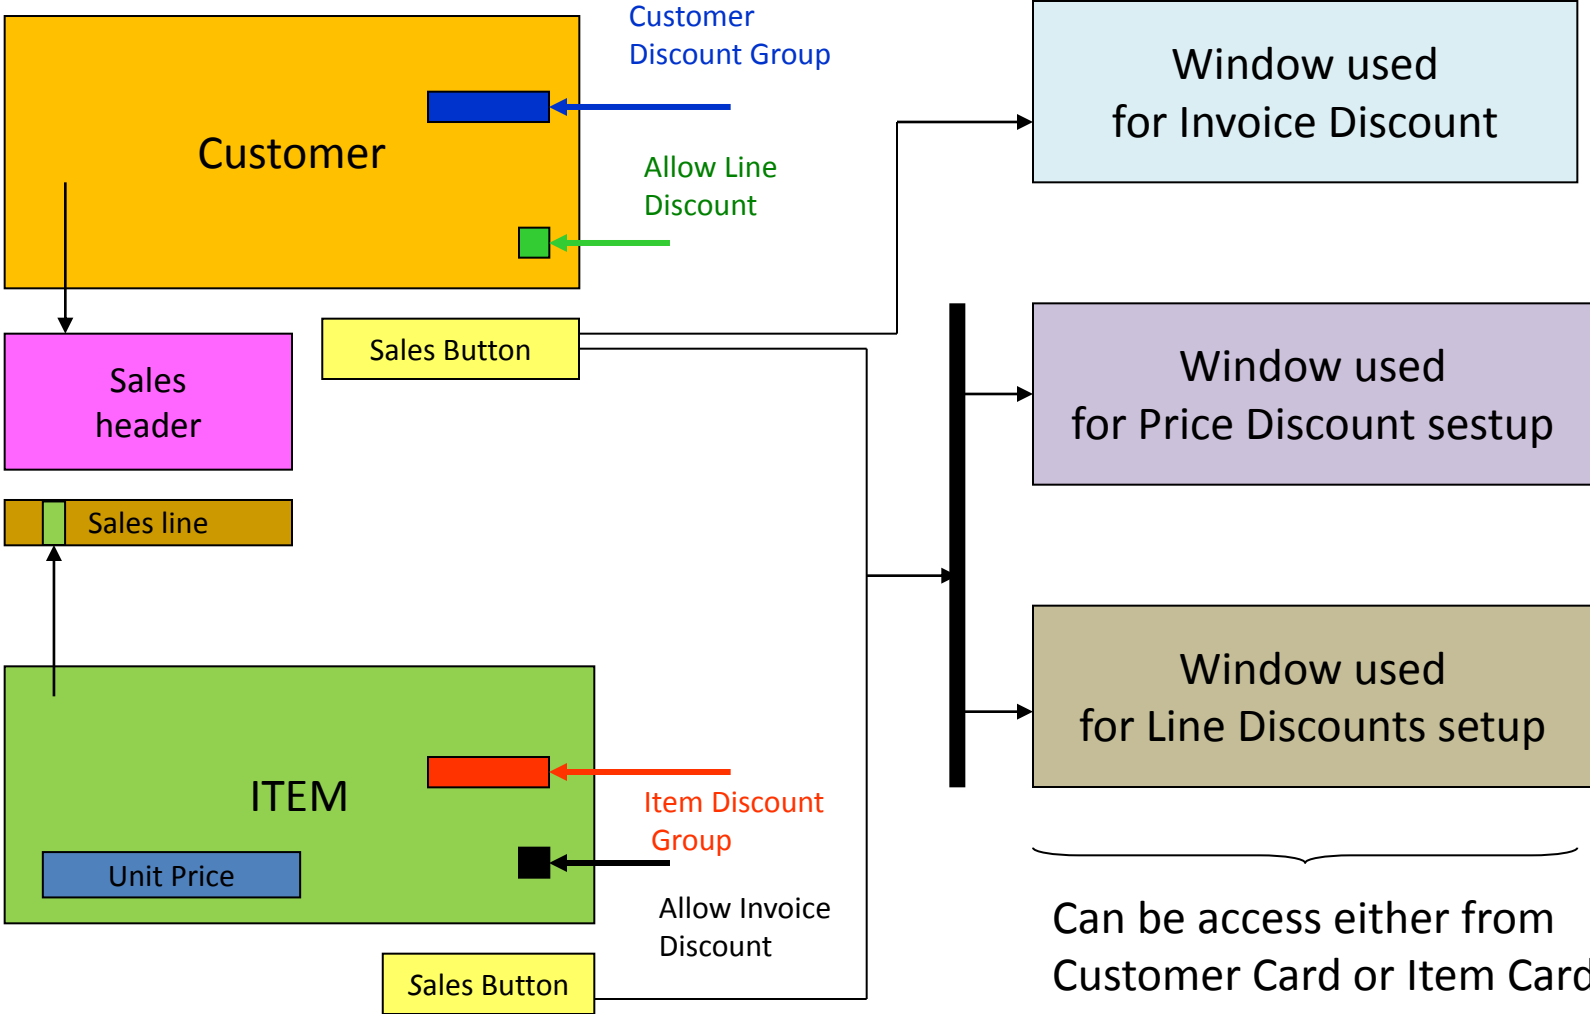 Customer
Discount Group
Customer
Allow Line
Discount
Sales Button
Sales
header
Sales line
ITEM
Unit Price
Item Discount
Group
Allow Invoice
Discount
Sales Button
Window used
for Invoice Discount
Window used
for Price Discount sestup
Window used
for Line Discounts setup
Can be access either from
Customer Card or Item Card